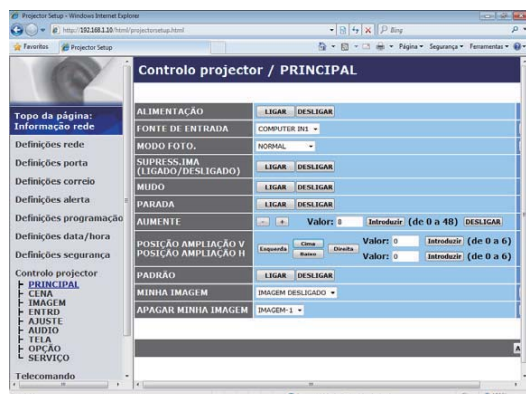 Projector Setup - Windows Internet Explorer
http://192.168.1.10/html/projectorsetup.html
Bing
Favoritos Projector Setup Página Segurança Ferramentas
Controlo projector / PRINCIPAL
Topo da página:
Informação rede
Definições rede
Definições porta
Definições correio
Definições alerta
Definições programação
Definições data/hora
Definições segurança
Controlo projector
PRINCIPAL
CENA
IMAGEM
ENTRD
AJUSTE
AUDIO
TELA
OPÇÃO
SERVIÇO
Telecomando
ALIMENTAÇÃO LIGAR DESLIGAR
FONTE DE ENTRADA COMPUTER IN1
MODO FOTO. NORMAL
SUPRESS.IMA
(LIGADO/DESLIGADO) LIGAR DESLIGAR
MUDO LIGAR DESLIGAR
PARADA LIGAR DESLIGAR
AUMENTE - + Valor: 8 Introduzir (de 0 a 48) DESLIGAR
POSIÇÃO AMPLIAÇÃO V
POSIÇÃO AMPLIAÇÃO H
Esquerda Cima Baixo Direita
Valor: 0 Introduzir (de 0 a 6)
Valor: 0 Introduzir (de 0 a 6)
PADRÃO LIGAR DESLIGAR
MINHA IMAGEM IMAGEM DESLIGADO
APAGAR MINHA IMAGEM IMAGEM-1